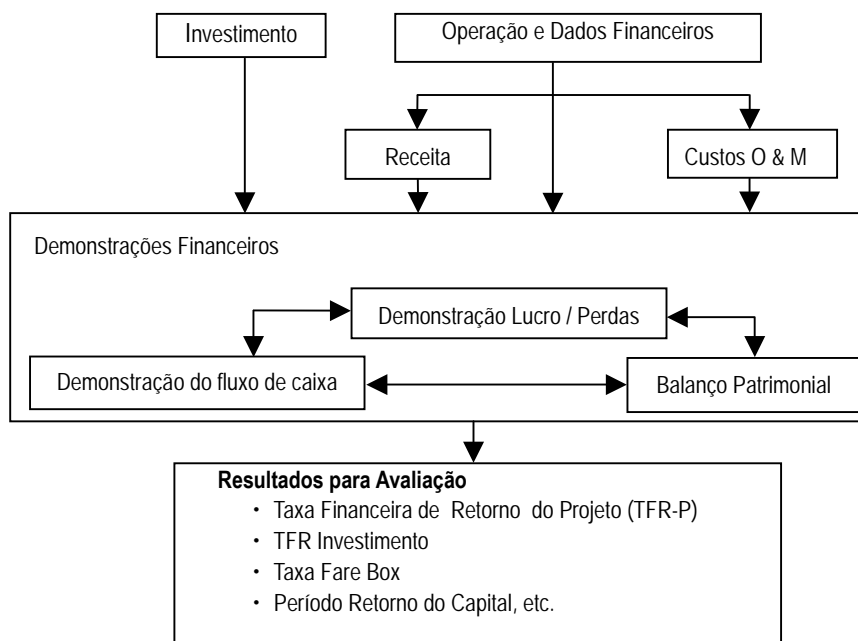 Investimento
Operação e Dados Financeiros
Receita
Custos O & M
Demonstrações Financeiros
Demonstração Lucro / Perdas
Demonstração do fluxo de caixa
Balanço Patrimonial
Resultados para Avaliação
・ Taxa Financeira de Retorno do Projeto (TFR-P)
・ TFR Investimento
・ Taxa Fare Box
・ Período Retorno do Capital, etc.